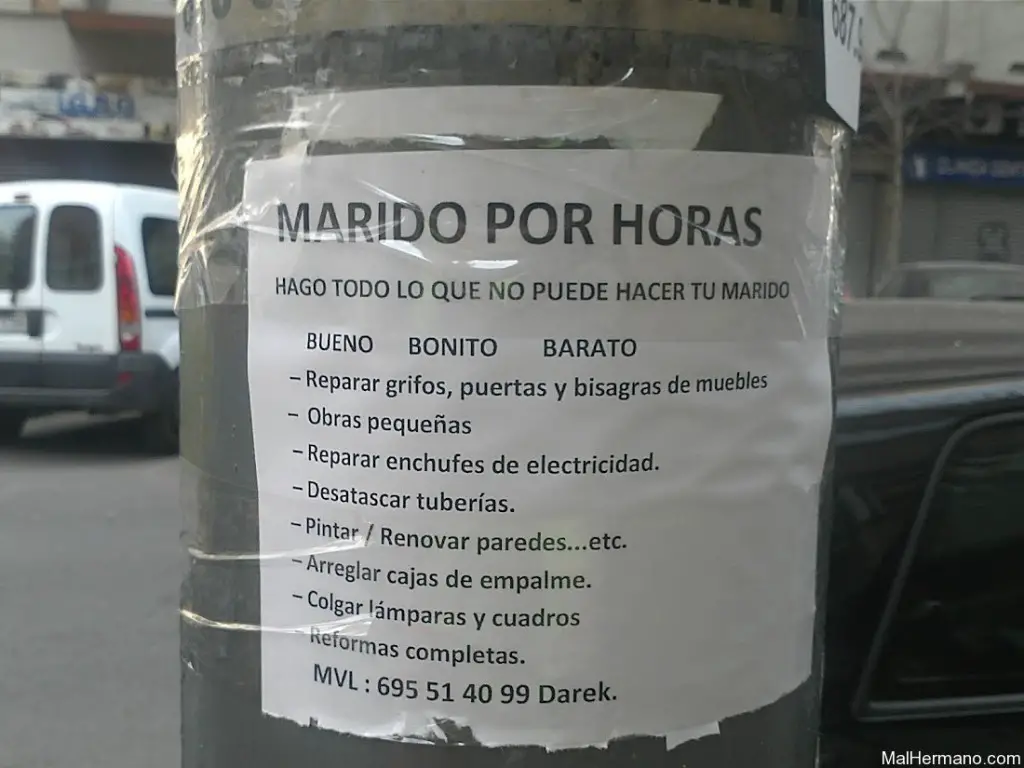 687.9
MARIDO POR HORAS
HAGO TODO LO QUE NO PUEDE HACER TU MARIDO
BUENO BONITO BARATO
– Reparar grifos, puertas y bisagras de muebles
– Obras pequeñas
– Reparar enchufes de electricidad.
– Desatascar tuberías.
– Pintar / Renovar paredes...etc.
– Arreglar cajas de empalme.
– Colgar lámparas y cuadros
– Reformas completas.
MVL : 695 51 40 99 Darek.
MalHermano.com